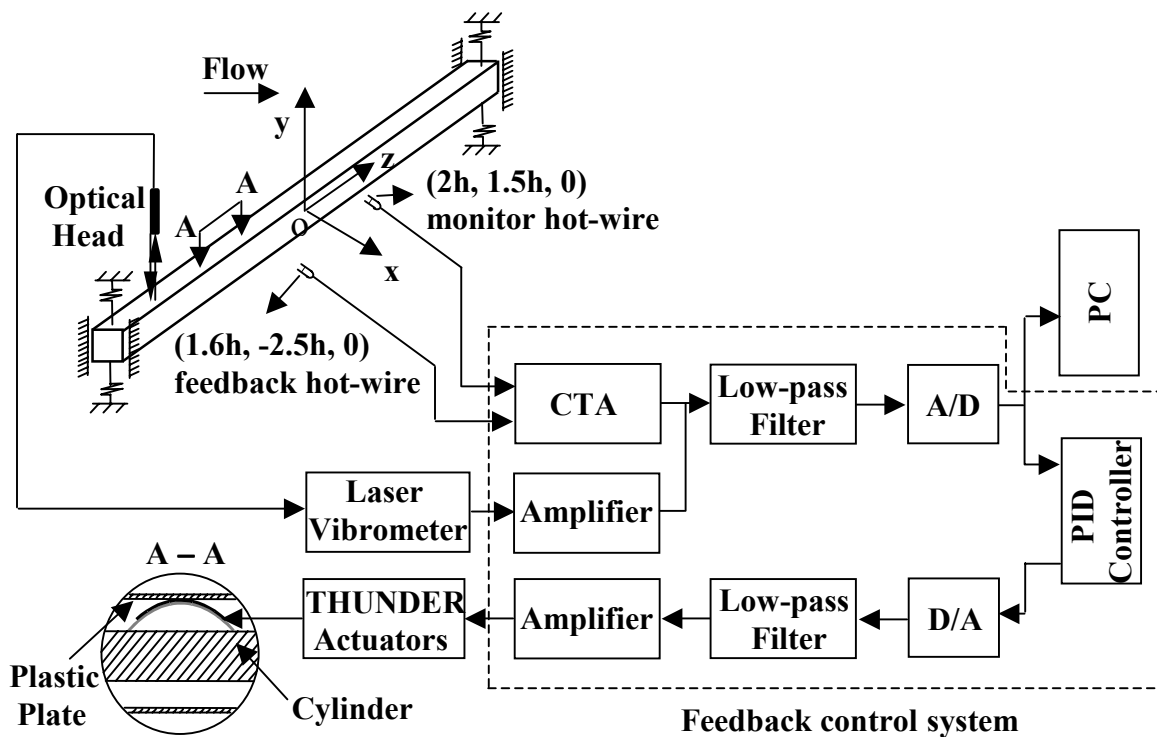 Flow
y
z
(2h, 1.5h, 0)
monitor hot-wire
Optical
Head
A
A
O
x
(1.6h, -2.5h, 0)
feedback hot-wire
PC
CTA
Low-pass
Filter
A/D
Laser
Vibrometer
Amplifier
PID
Controller
A – A
THUNDER
Actuators
Amplifier
Low-pass
Filter
D/A
Plastic
Plate
Cylinder
Feedback control system